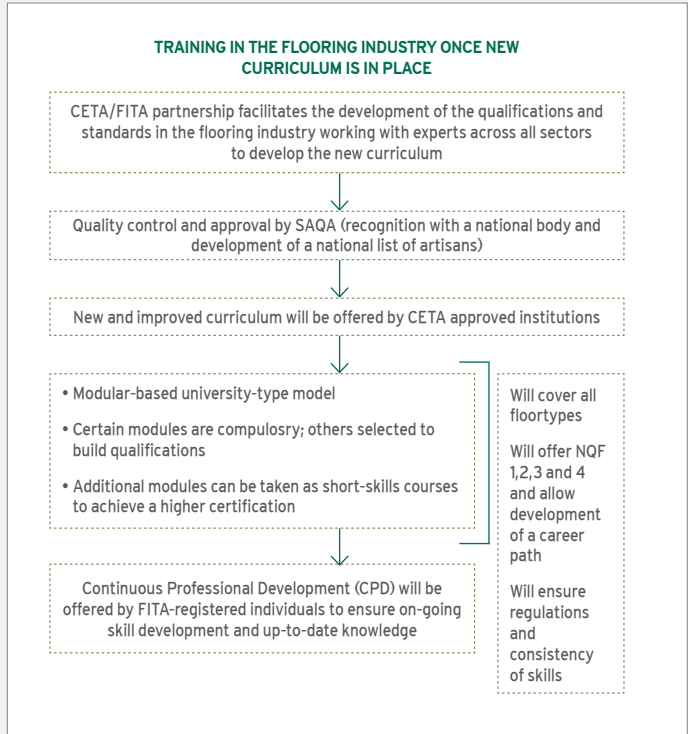 TRAINING IN THE FLOORING INDUSTRY ONCE NEW
CURRICULUM IS IN PLACE
CETA/FITA partnership facilitates the development of the qualifications and
standards in the flooring industry working with experts across all sectors
to develop the new curriculum
Quality control and approval by SAQA (recognition with a national body and
development of a national list of artisans)
New and improved curriculum will be offered by CETA approved institutions
• Modular-based university-type model
• Certain modules are compulosry; others selected to
build qualifications
• Additional modules can be taken as short-skills courses
to achieve a higher certification
Will cover all
floortypes
Will offer NQF
1,2,3 and 4
and allow
development
of a career
path
Will ensure
regulations
and
consistency
of skills
Continuous Professional Development (CPD) will be
offered by FITA-registered individuals to ensure on-going
skill development and up-to-date knowledge